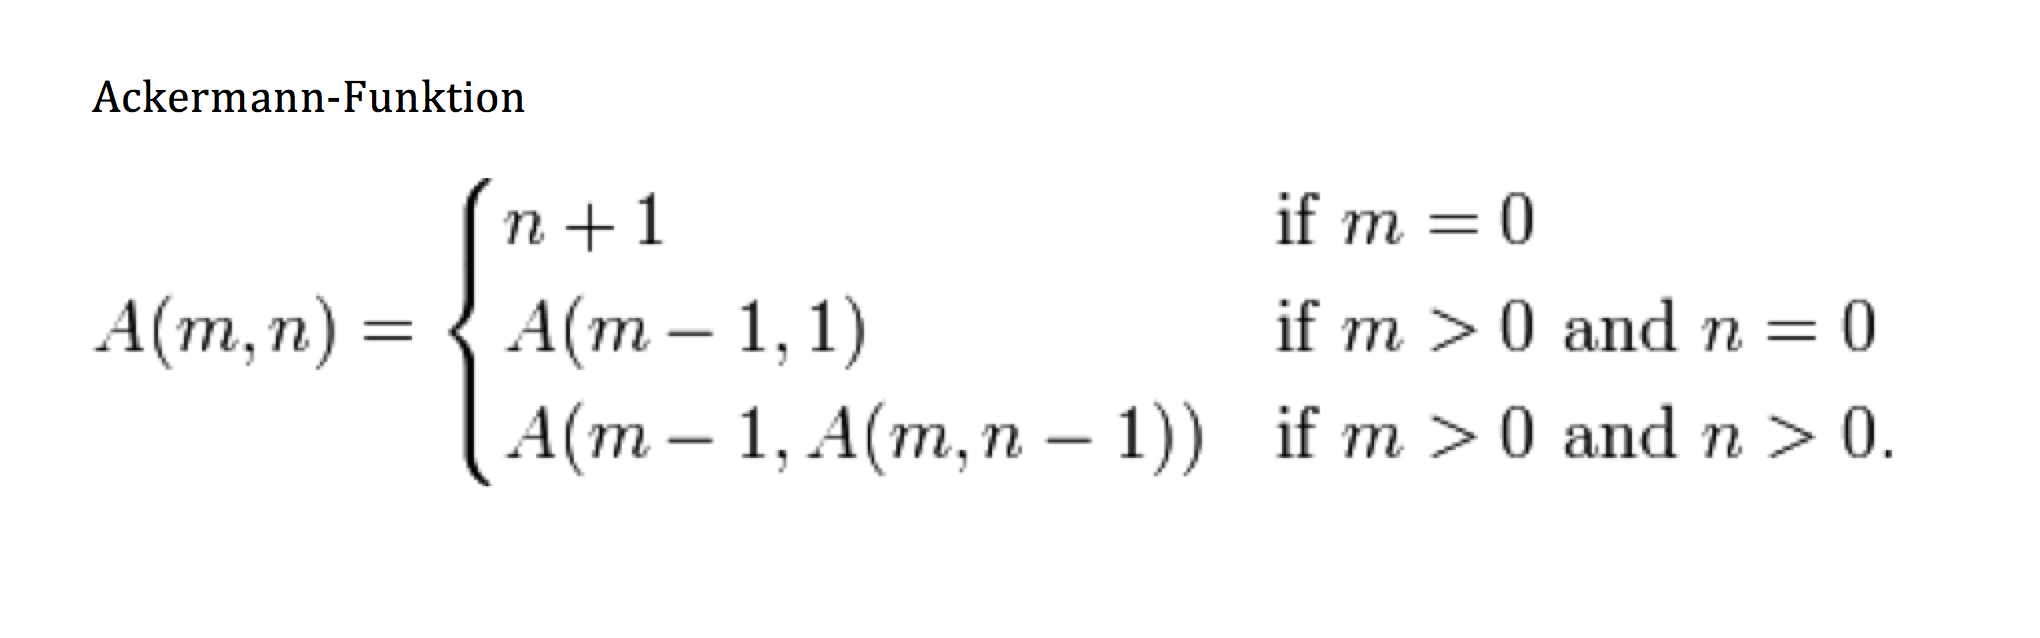 Ackermann-Funktion
n + 1 if m = 0
A(m, n) = { A(m − 1, 1) if m > 0 and n = 0
A(m − 1, A(m, n − 1)) if m > 0 and n > 0.